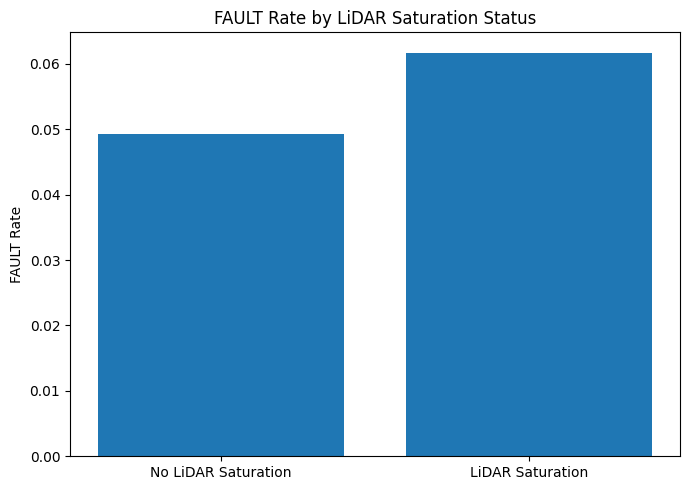 FAULT Rate by LiDAR Saturation Status
FAULT Rate
0.06
0.05
0.04
0.03
0.02
0.01
0.00
No LiDAR Saturation
LiDAR Saturation